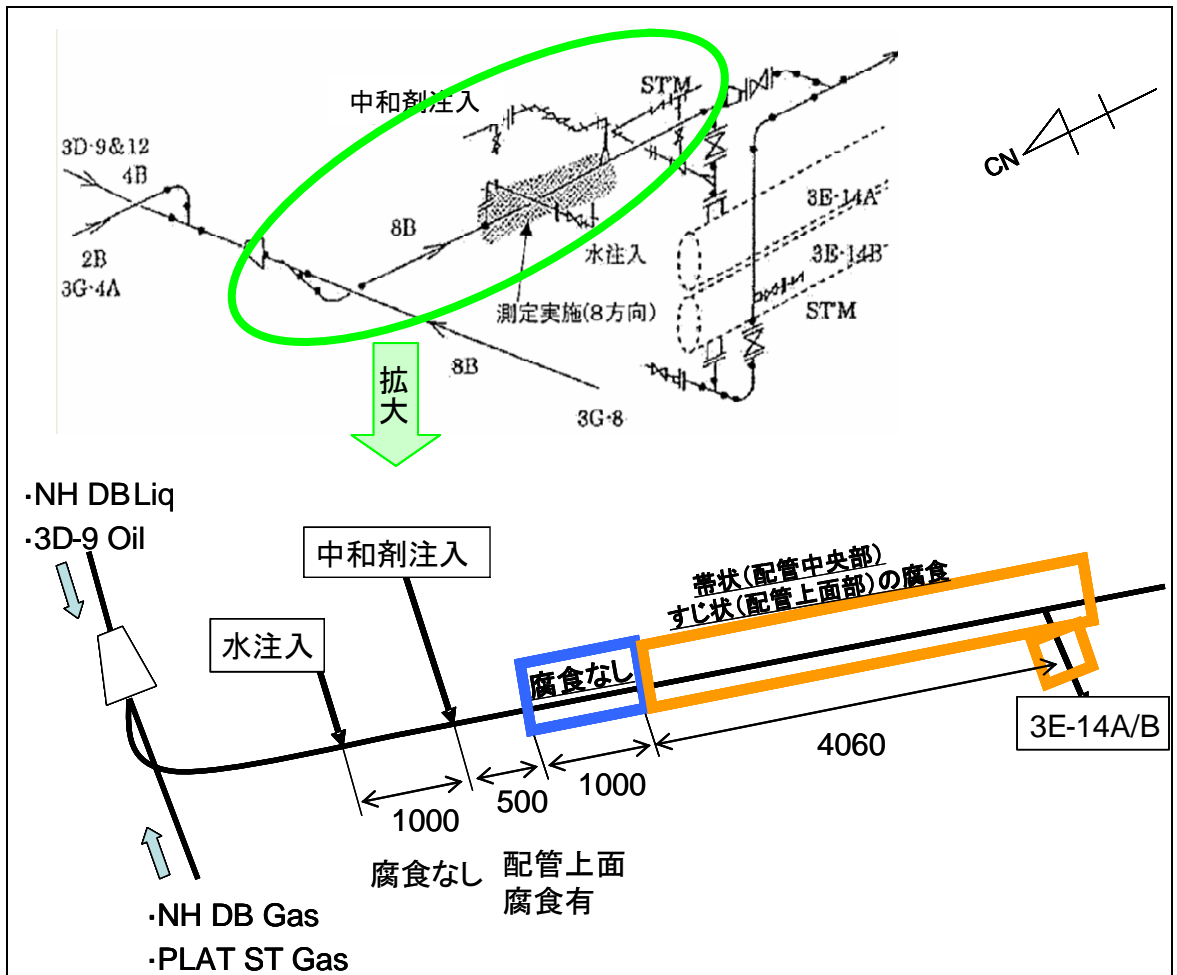 中和剤注入
ST'M
3D-9&12
4B
2B
3G-4A
8B
水注入
測定実施(8方向)
8B
3G-8
3E-14A
3E-14B
ST'M
CN
拡大
・NH DB Liq
・3D-9 Oil
水注入
中和剤注入
腐食なし
帯状(配管中央部)
すじ状(配管上面部)の腐食
3E-14A/B
1000
500
1000
4060
腐食なし
配管上面
腐食有
・NH DB Gas
・PLAT ST Gas